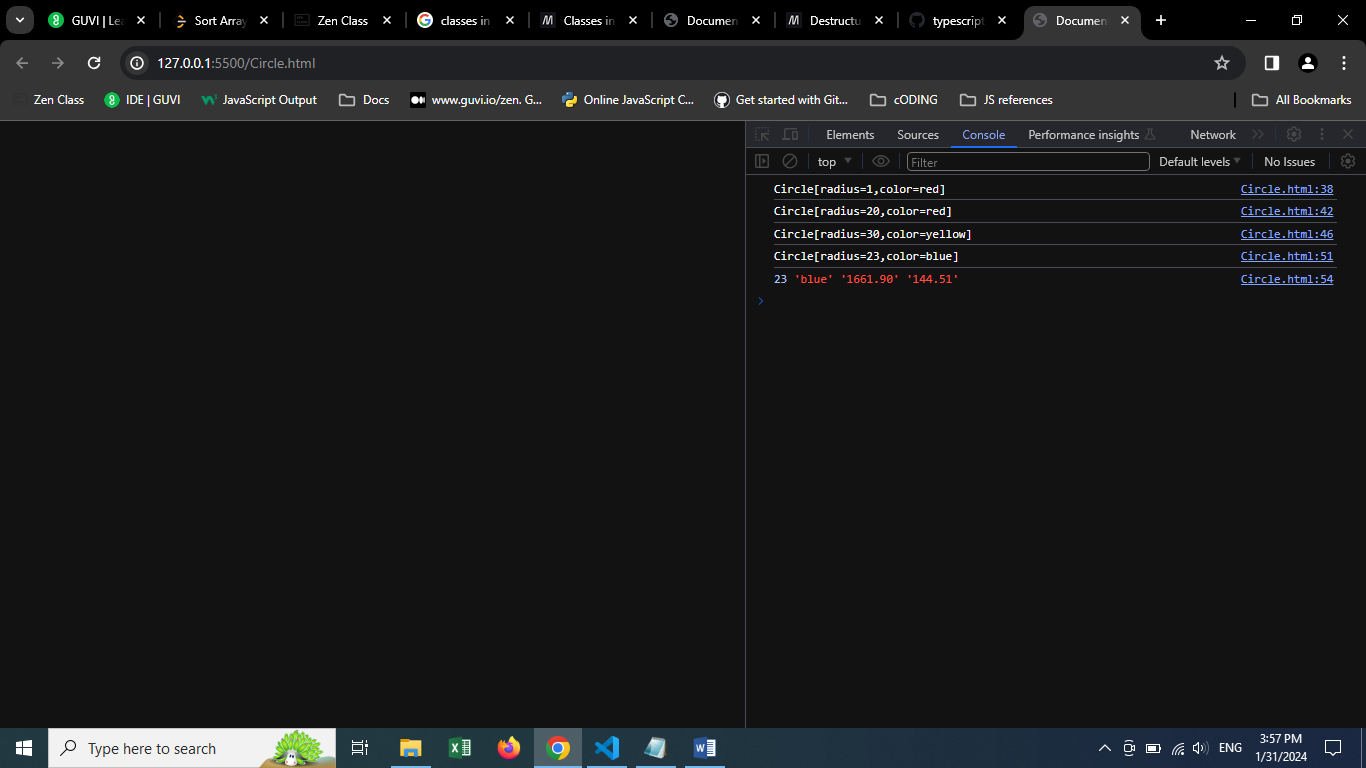 GUVI | Lea
Sort Array
Zen Class
classes in
Classes in
Documen
Destructu
typescript
Documen
127.0.0.1:5500/Circle.html
Zen Class
IDE | GUVI
JavaScript Output
Docs
www.guvi.io/zen. G...
Online JavaScript C...
Get started with Git...
cODING
JS references
All Bookmarks
Elements
Sources
Console
Performance insights
Network
top
Filter
Default levels
No Issues
Circle[radius=1,color=red] Circle.html:38
Circle[radius=20,color=red] Circle.html:42
Circle[radius=30,color=yellow] Circle.html:46
Circle[radius=23,color=blue] Circle.html:51
23 'blue' '1661.90' '144.51' Circle.html:54
Type here to search
ENG
3:57 PM
1/31/2024